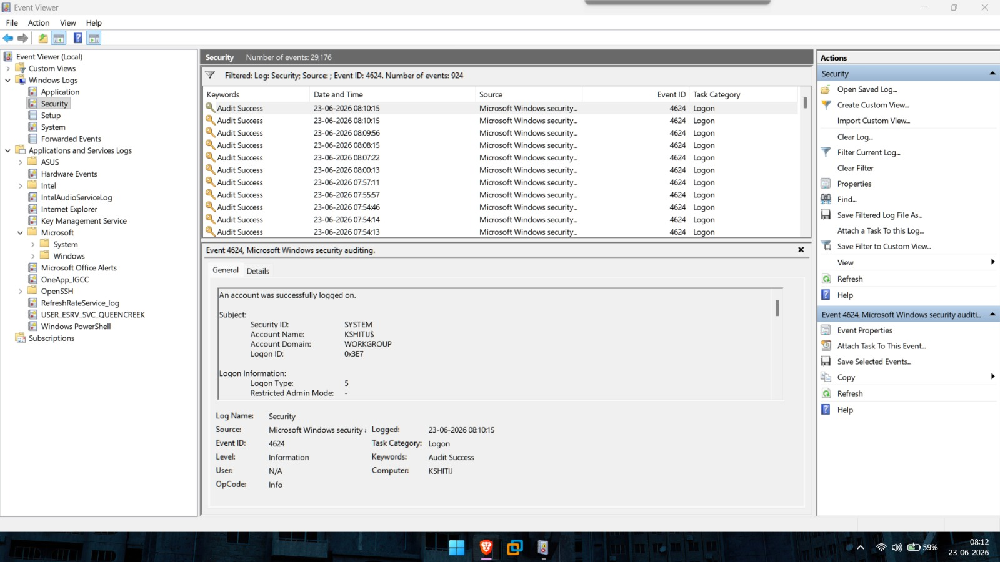 Event Viewer
File Action View Help
Event Viewer (Local)
Custom Views
Windows Logs
Application
Security
Setup
System
Forwarded Events
Applications and Services Logs
ASUS
Hardware Events
Intel
IntelAudioServiceLog
Internet Explorer
Key Management Service
Microsoft
System
Windows
Microsoft Office Alerts
OneApp_IGCC
OpenSSH
RefreshRateService_log
USER_ESRV_SVC_QUEENCREEK
Windows PowerShell
Subscriptions
Security Number of events: 29,176
Filtered: Log: Security; Source: ; Event ID: 4624. Number of events: 924
Keywords Date and Time Source Event ID Task Category
Audit Success 23-06-2026 08:10:15 Microsoft Windows security... 4624 Logon
Audit Success 23-06-2026 08:10:15 Microsoft Windows security... 4624 Logon
Audit Success 23-06-2026 08:09:56 Microsoft Windows security... 4624 Logon
Audit Success 23-06-2026 08:08:15 Microsoft Windows security... 4624 Logon
Audit Success 23-06-2026 08:07:22 Microsoft Windows security... 4624 Logon
Audit Success 23-06-2026 08:00:13 Microsoft Windows security... 4624 Logon
Audit Success 23-06-2026 07:57:11 Microsoft Windows security... 4624 Logon
Audit Success 23-06-2026 07:55:57 Microsoft Windows security... 4624 Logon
Audit Success 23-06-2026 07:54:46 Microsoft Windows security... 4624 Logon
Audit Success 23-06-2026 07:54:14 Microsoft Windows security... 4624 Logon
Audit Success 23-06-2026 07:54:13 Microsoft Windows security... 4624 Logon
Event 4624, Microsoft Windows security auditing.
General Details
An account was successfully logged on.
Subject:
Security ID: SYSTEM
Account Name: KSHITIJ$
Account Domain: WORKGROUP
Logon ID: 0x3E7
Logon Information:
Logon Type: 5
Restricted Admin Mode: -
Log Name: Security
Source: Microsoft Windows security Logged: 23-06-2026 08:10:15
Event ID: 4624 Task Category: Logon
Level: Information Keywords: Audit Success
User: N/A Computer: KSHITIJ
OpCode: Info
Actions
Security
Open Saved Log...
Create Custom View...
Import Custom View...
Clear Log...
Filter Current Log...
Clear Filter
Properties
Find...
Save Filtered Log File As...
Attach a Task To this Log...
Save Filter to Custom View...
View
Refresh
Help
Event 4624, Microsoft Windows security auditi...
Event Properties
Attach Task To This Event...
Save Selected Events...
Copy
Refresh
Help
59%
08:12
23-06-2026